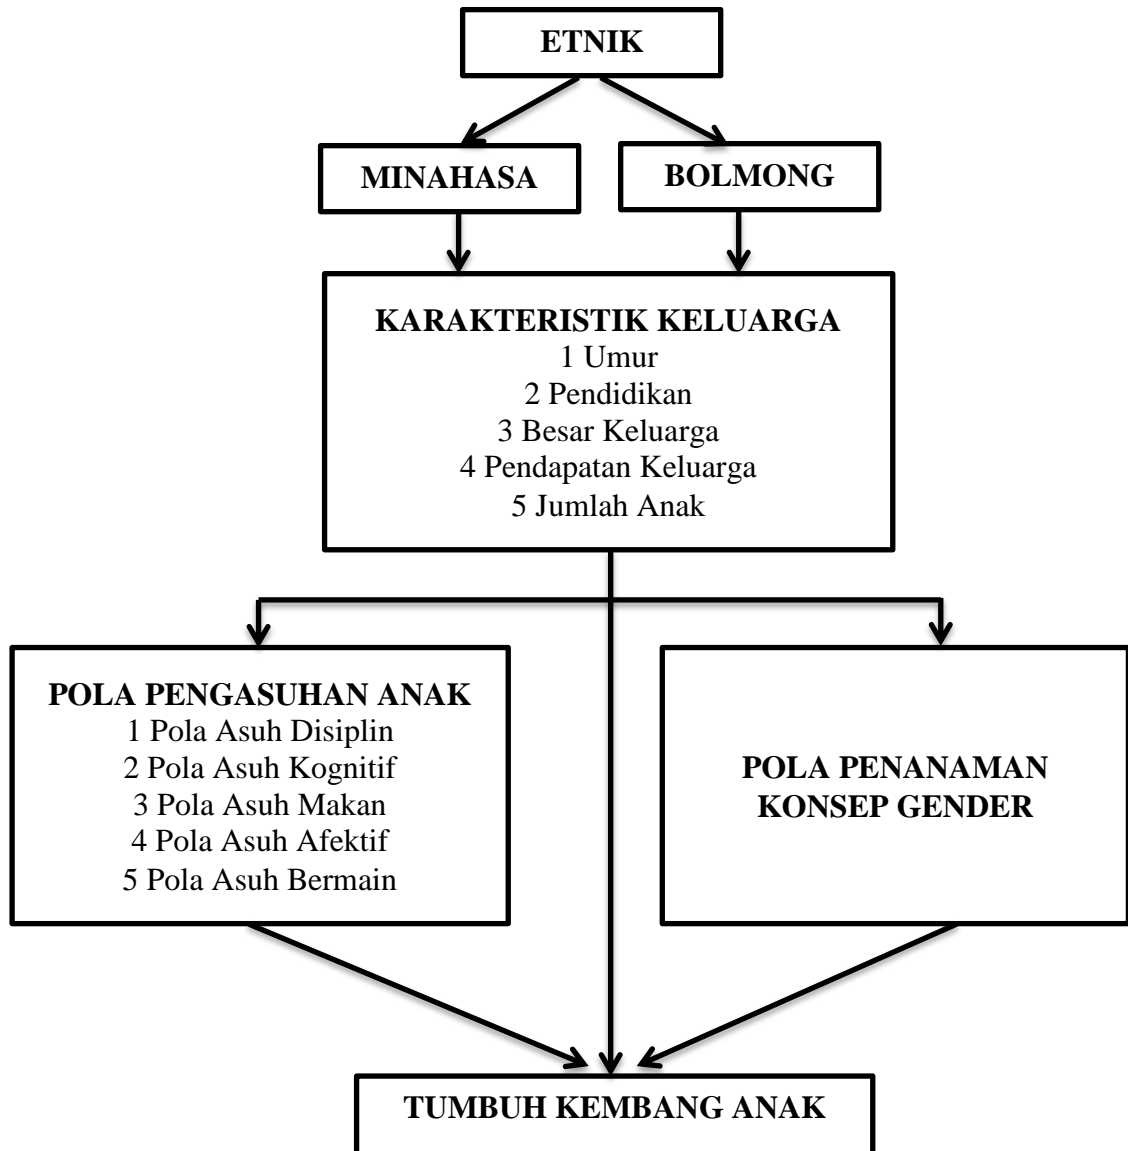 ETNIK
MINAHASA
BOLMONG
KARAKTERISTIK KELUARGA
1 Umur
2 Pendidikan
3 Besar Keluarga
4 Pendapatan Keluarga
5 Jumlah Anak
POLA PENGASUHAN ANAK
1 Pola Asuh Disiplin
2 Pola Asuh Kognitif
3 Pola Asuh Makan
4 Pola Asuh Afektif
5 Pola Asuh Bermain
POLA PENANAMAN
KONSEP GENDER
TUMBUH KEMBANG ANAK